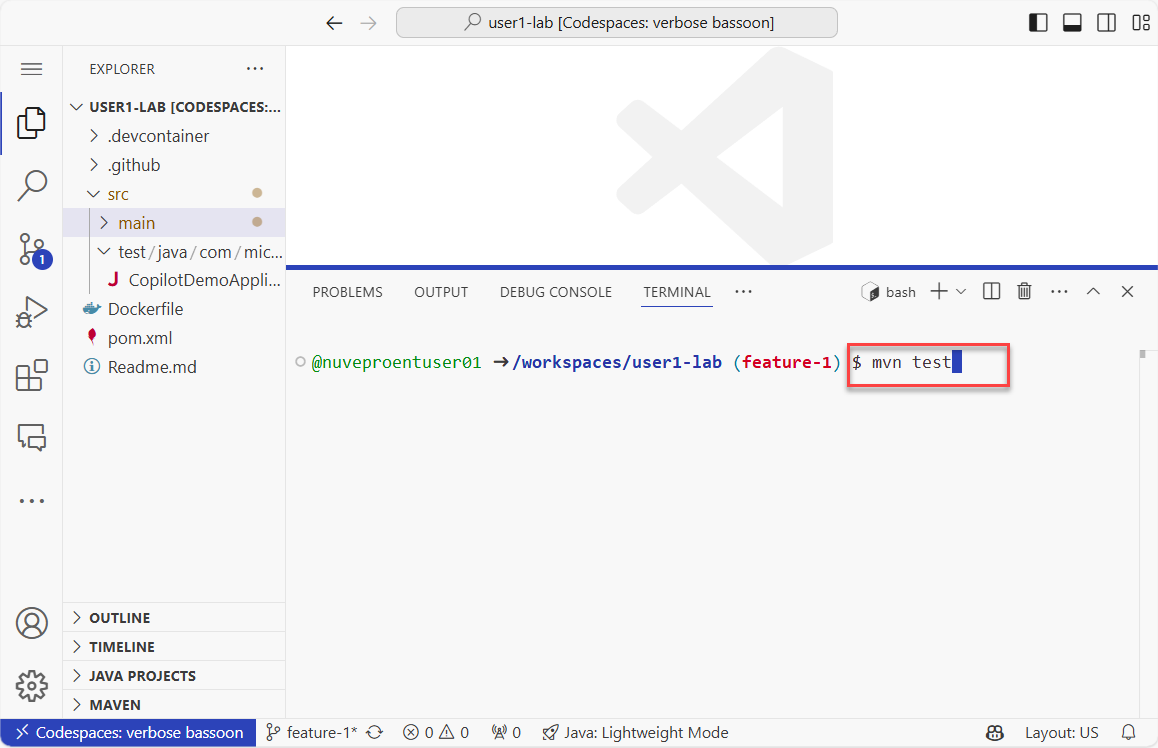 user1-lab [Codespaces: verbose bassoon]
EXPLORER
USER1-LAB [CODESPACES:...
.devcontainer
.github
src
main
test/java/com/mic...
J CopilotDemoAppli...
Dockerfile
pom.xml
Readme.md
OUTLINE
TIMELINE
JAVA PROJECTS
MAVEN
PROBLEMS OUTPUT DEBUG CONSOLE TERMINAL bash
@nuveproentuser01 ➜/workspaces/user1-lab (feature-1) $ mvn test
1
Codespaces: verbose bassoon feature-1* 0 0 0 Java: Lightweight Mode Layout: US